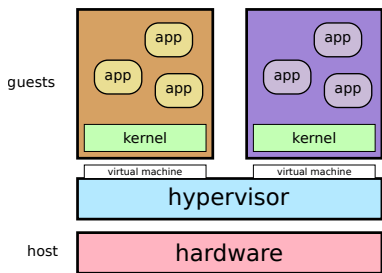 app
app
app
app
app
app
guests
kernel
kernel
virtual machine
virtual machine
hypervisor
host
hardware